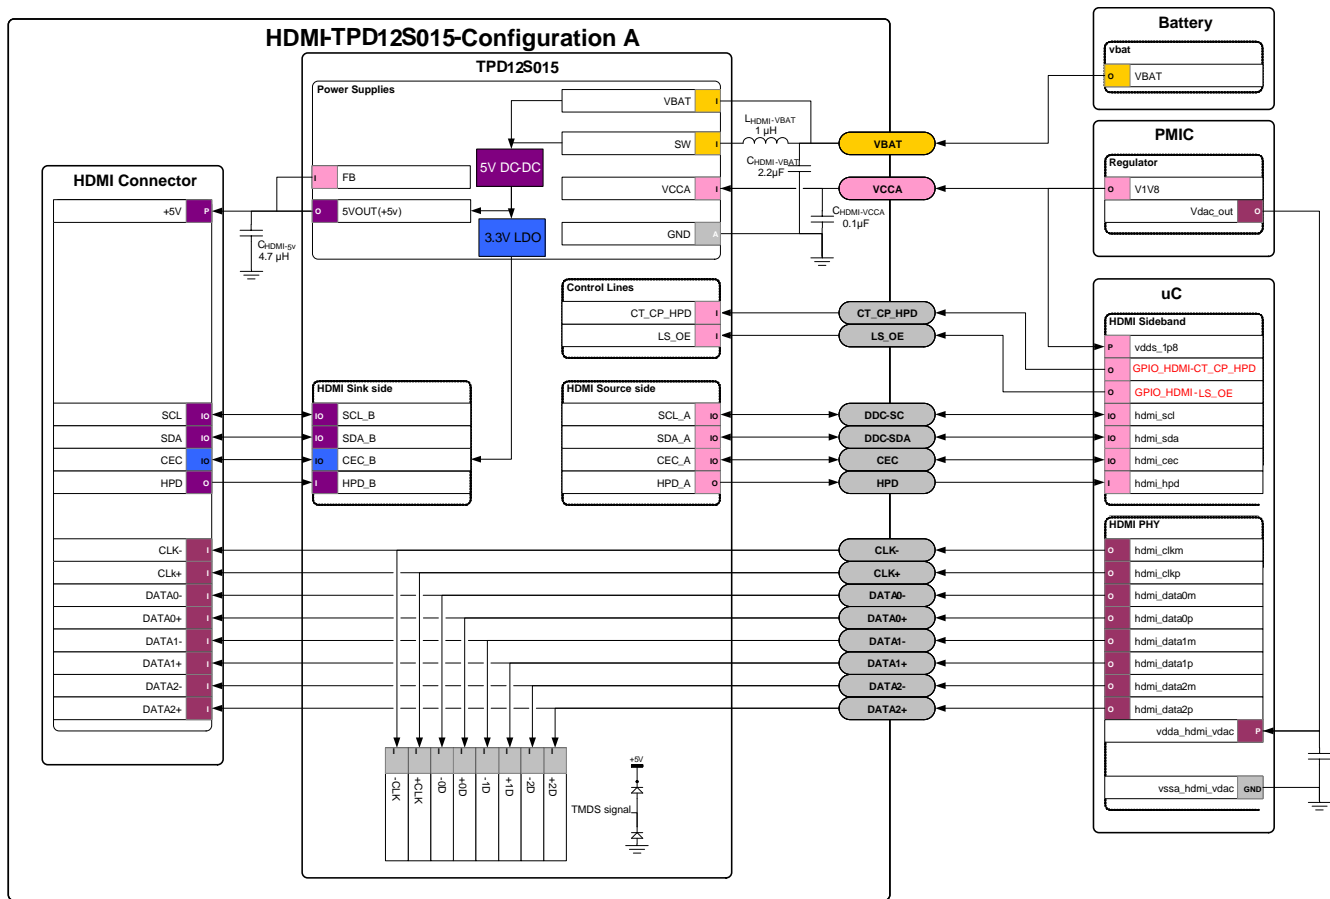 HDMI-TPD12S015-Configuration A
TPD12S015
Power Supplies
VBAT
I
SW
I
VCCA
I
GND
A
5V DC-DC
3.3V LDO
I
FB
O
5VOUT(+5v)
LHDMI-VBAT
1 µH
CHDMI-VBAT
2.2µF
CHDMI-VCCA
0.1µF
VBAT
VCCA
Battery
vbat
O
VBAT
PMIC
Regulator
O
V1V8
Vdac_out
O
HDMI Connector
+5V
P
CHDMI-5v
4.7 µH
SCL
IO
SDA
IO
CEC
IO
HPD
O
CLK-
I
CLk+
I
DATA0-
I
DATA0+
I
DATA1-
I
DATA1+
I
DATA2-
I
DATA2+
I
Control Lines
CT_CP_HPD
I
LS_OE
I
HDMI Sink side
IO
SCL_B
IO
SDA_B
IO
CEC_B
I
HPD_B
HDMI Source side
SCL_A
IO
SDA_A
IO
CEC_A
IO
HPD_A
O
CT_CP_HPD
LS_OE
DDC-SC
DDC-SDA
CEC
HPD
CLK-
CLK+
DATA0-
DATA0+
DATA1-
DATA1+
DATA2-
DATA2+
uC
HDMI Sideband
P
vdds_1p8
O
GPIO_HDMI-CT_CP_HPD
O
GPIO_HDMI-LS_OE
IO
hdmi_scl
IO
hdmi_sda
IO
hdmi_cec
I
hdmi_hpd
HDMI PHY
O
hdmi_clkm
O
hdmi_clkp
O
hdmi_data0m
O
hdmi_data0p
O
hdmi_data1m
O
hdmi_data1p
O
hdmi_data2m
O
hdmi_data2p
vdda_hdmi_vdac
P
vssa_hdmi_vdac
GND
I
I
I
I
I
I
I
I
-CLK
+CLK
-0D
+0D
-1D
+1D
-2D
+2D
+5V
TMDS signal